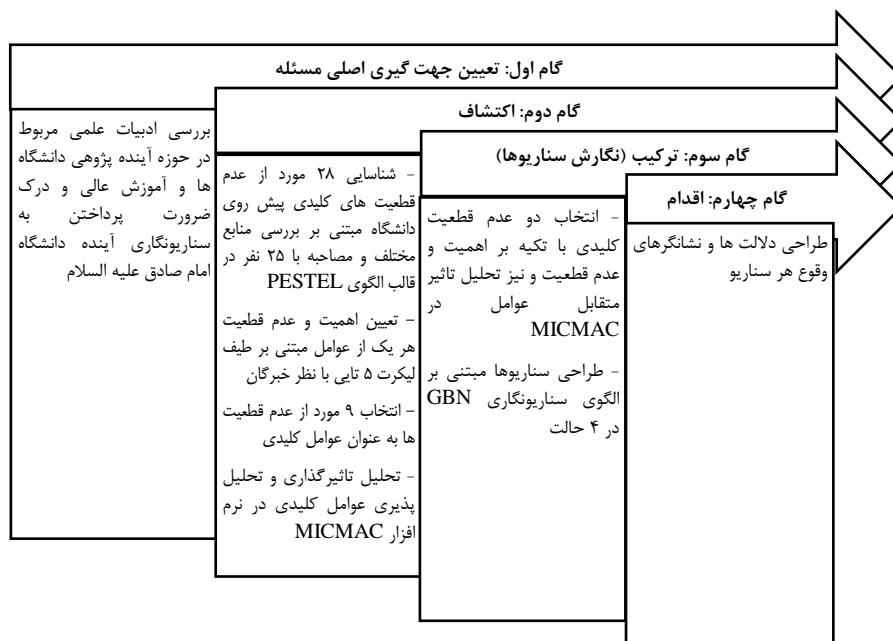 گام اول: تعیین جهت گیری اصلی مسئله
بررسی ادبیات علمی مربوط
در حوزه آینده پژوهی دانشگاه
ها و آموزش عالی و درک
ضرورت پرداختن به
سناریونگاری آینده دانشگاه
امام صادق علیه السلام
گام دوم: اکتشاف
- شناسایی ۲۸ مورد از عدم
قطعیت های کلیدی پیش روی
دانشگاه مبتنی بر بررسی منابع
مختلف و مصاحبه با ۲۵ نفر در
قالب الگوی PESTEL
- تعیین اهمیت و عدم قطعیت
هر یک از عوامل مبتنی بر طیف
لیکرت ۵ تایی با نظر خبرگان
- انتخاب ۹ مورد از عدم قطعیت
ها به عنوان عوامل کلیدی
- تحلیل تاثیرگذاری و تحلیل
پذیری عوامل کلیدی در نرم
افزار MICMAC
گام سوم: ترکیب (نگارش سناریوها)
- انتخاب دو عدم قطعیت
کلیدی با تکیه بر اهمیت و
عدم قطعیت و نیز تحلیل تاثیر
متقابل عوامل در
MICMAC
- طراحی سناریوها مبتنی بر
الگوی سناریونگاری GBN
در ۴ حالت
گام چهارم: اقدام
طراحی دلالت ها و نشانگرهای
وقوع هر سناریو